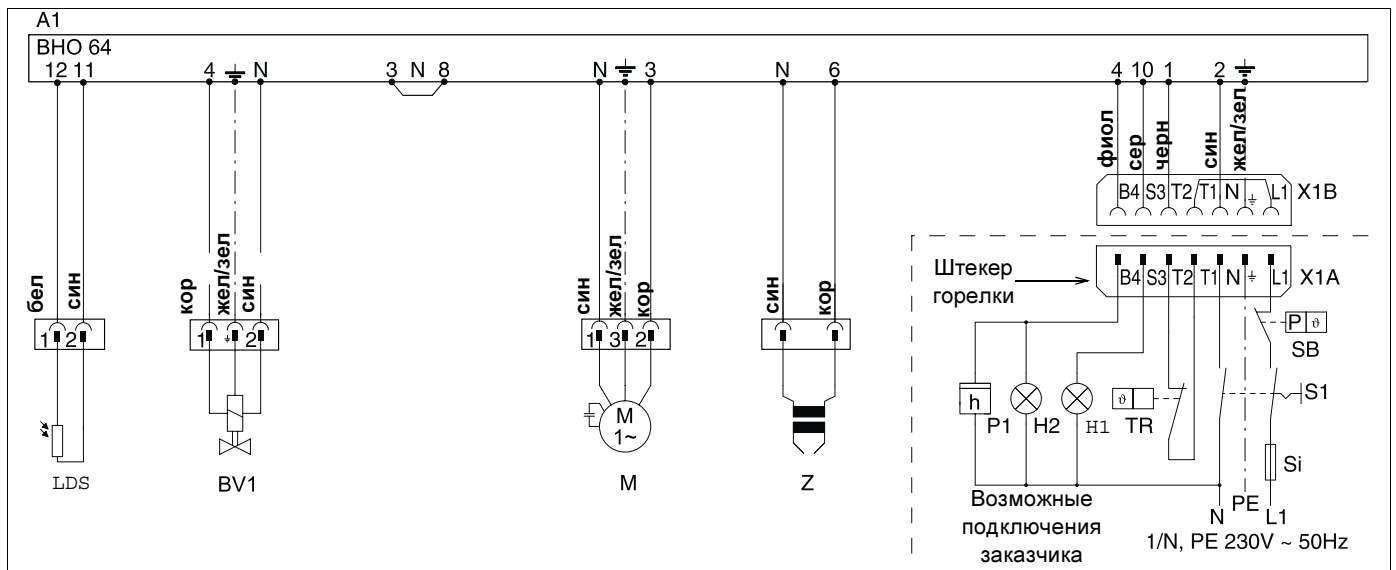 A1
BHO 64
12 11 4 N 3 N 8 N 3 N 6 4 10 1 2
фиол сер черн син жел/зел
B4 S3 T2 T1 N L1 X1B
бел син кор жел/зел син син жел/зел кор син кор
Штекер
горелки
B4 S3 T2 T1 N L1 X1A
1 2 1 2 1 3 2
P ϑ
SB
h
P1 H2 H1 ϑ TR S1
M
1~
Si
LDS BV1 M Z
Возможные
подключения
заказчика
N PE L1
1/N, PE 230V ~ 50Hz